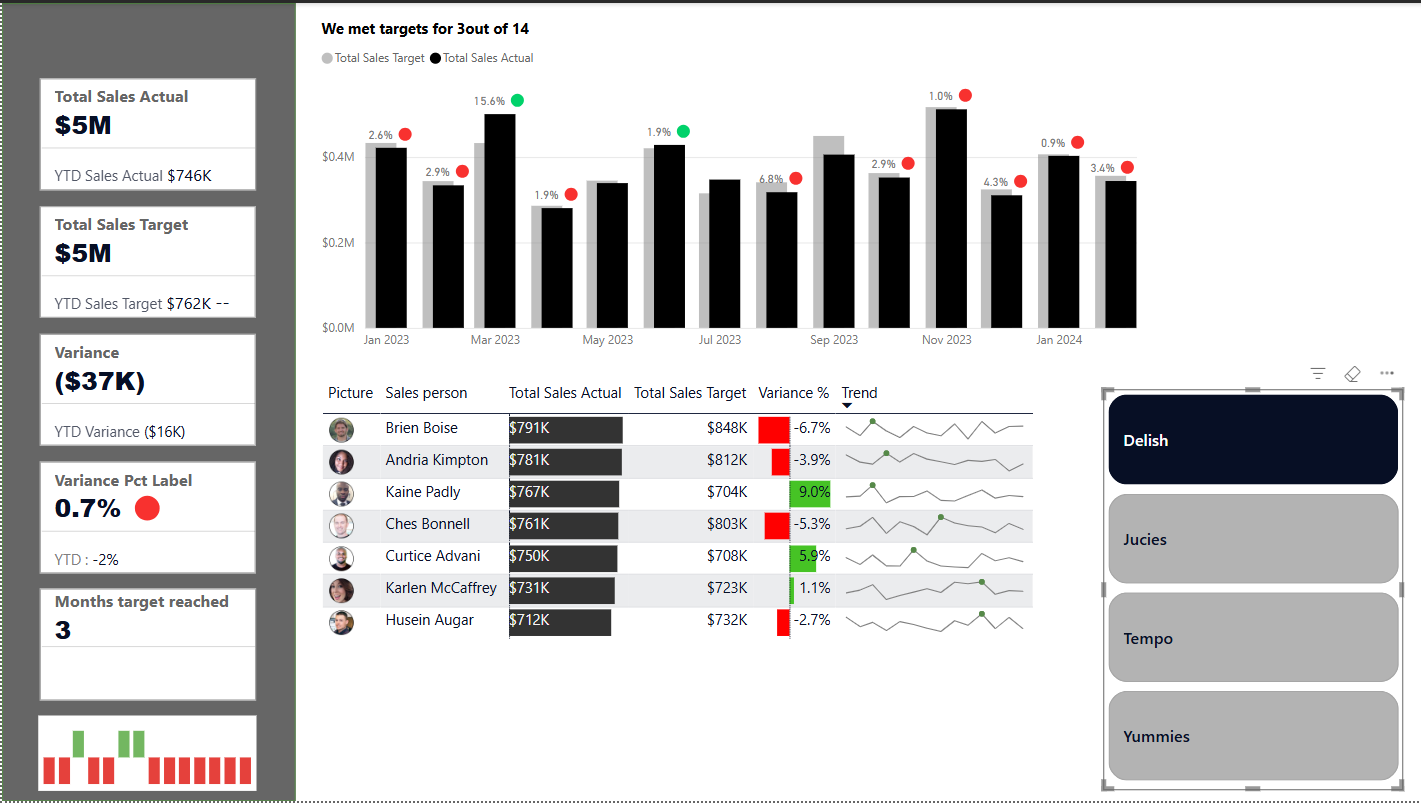 We met targets for 3out of 14
Total Sales Target Total Sales Actual
Total Sales Actual
$5M
YTD Sales Actual $746K
Total Sales Target
$5M
YTD Sales Target $762K --
Variance
($37K)
YTD Variance ($16K)
Variance Pct Label
0.7%
YTD : -2%
Months target reached
3
$0.4M
$0.2M
$0.0M
2.6%
2.9%
15.6%
1.9%
1.9%
6.8%
2.9%
1.0%
4.3%
0.9%
3.4%
Jan 2023 Mar 2023 May 2023 Jul 2023 Sep 2023 Nov 2023 Jan 2024
Picture Sales person Total Sales Actual Total Sales Target Variance % Trend
Brien Boise $791K $848K -6.7%
Andria Kimpton $781K $812K -3.9%
Kaine Padly $767K $704K 9.0%
Ches Bonnell $761K $803K -5.3%
Curtice Advani $750K $708K 5.9%
Karlen McCaffrey $731K $723K 1.1%
Husein Augar $712K $732K -2.7%
Delish
Jucies
Tempo
Yummies